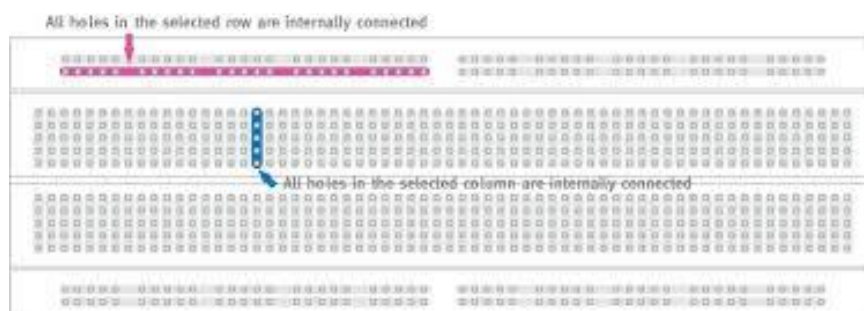 All holes in the selected row are internally connected
All holes in the selected column are internally connected